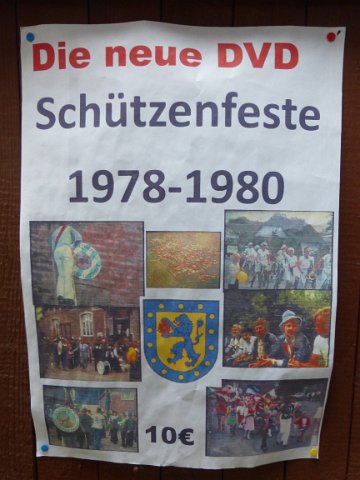 Die neue DVD
Schützenfeste
1978-1980
10€